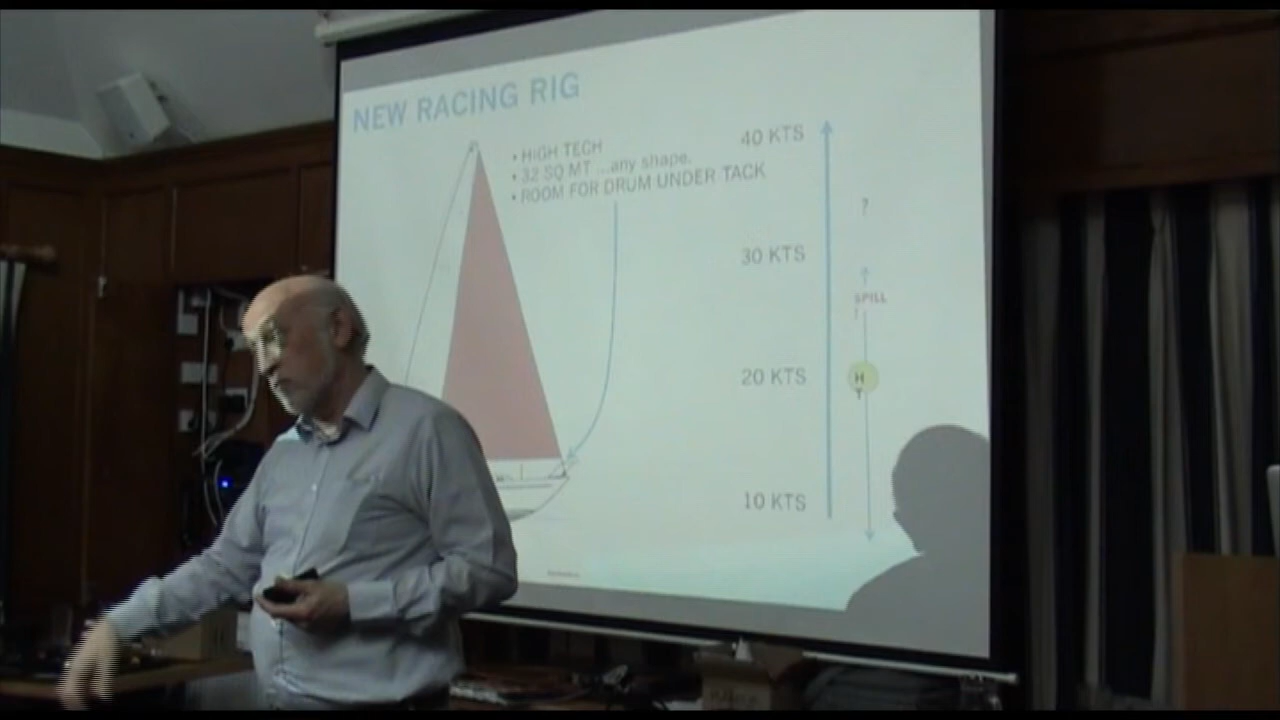 NEW RACING RIG
• HIGH TECH
• 32 SQ MT ...any shape.
• ROOM FOR DRUM UNDER TACK
40 KTS
?
30 KTS
SPILL
20 KTS
H
Y
10 KTS